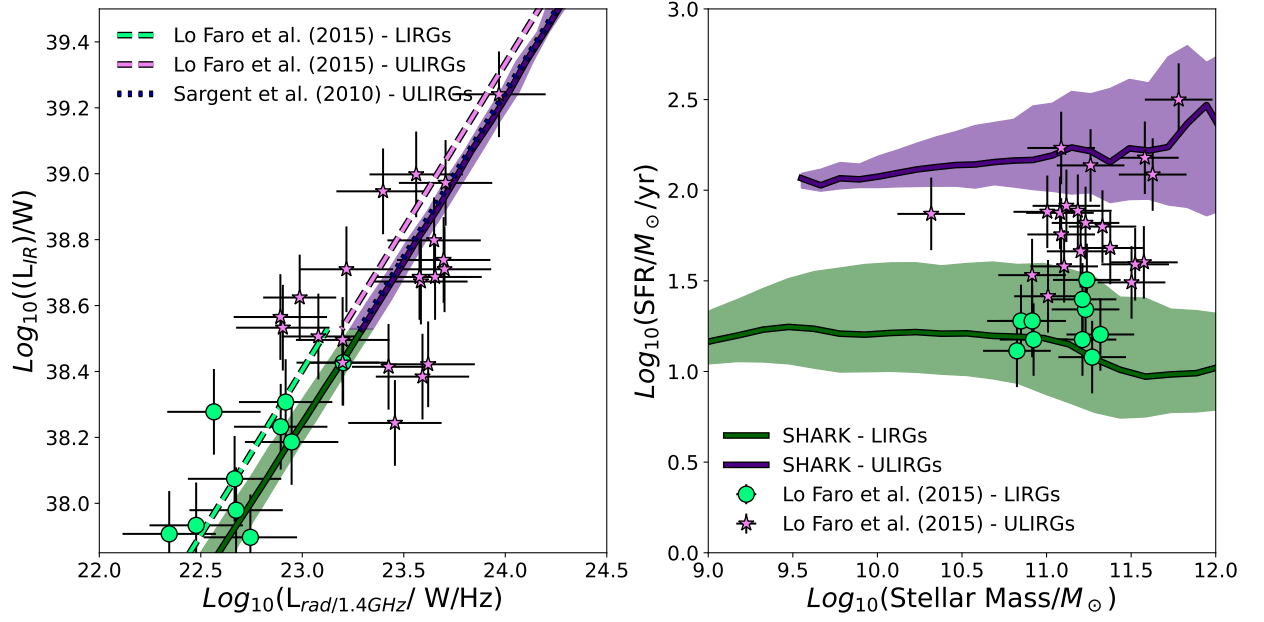 Lo Faro et al. (2015) - LIRGs
Lo Faro et al. (2015) - ULIRGs
Sargent et al. (2010) - ULIRGs
39.4
39.2
39.0
38.8
38.6
38.4
38.2
38.0
Log₁₀((L_IR)/W)
22.0 22.5 23.0 23.5 24.0 24.5
Log₁₀(L_rad/1.4GHz/ W/Hz)
3.0
2.5
2.0
1.5
1.0
0.5
0.0
Log₁₀(SFR/M⊙/yr)
SHARK - LIRGs
SHARK - ULIRGs
Lo Faro et al. (2015) - LIRGs
Lo Faro et al. (2015) - ULIRGs
9.0 9.5 10.0 10.5 11.0 11.5 12.0
Log₁₀(Stellar Mass/M⊙)